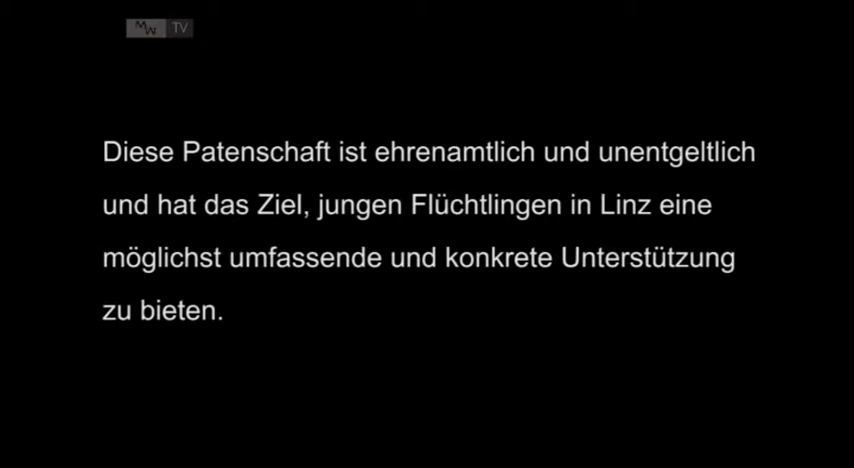 MW TV
Diese Patenschaft ist ehrenamtlich und unentgeltlich
und hat das Ziel, jungen Flüchtlingen in Linz eine
möglichst umfassende und konkrete Unterstützung
zu bieten.